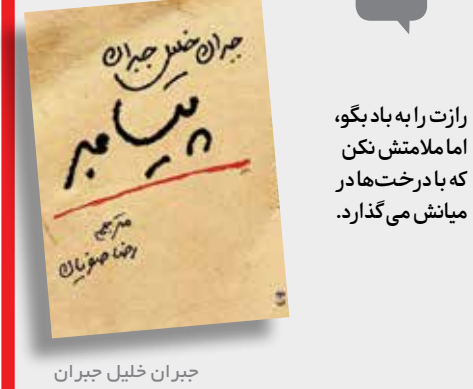 جبران خلیل جبران
پیامبر
مترجم
رضا صفویان
رازت را به باد بگو،
اما ملامتش نکن
که با درخت‌ها در
میانش می‌گذارد.
جبران خلیل جبران